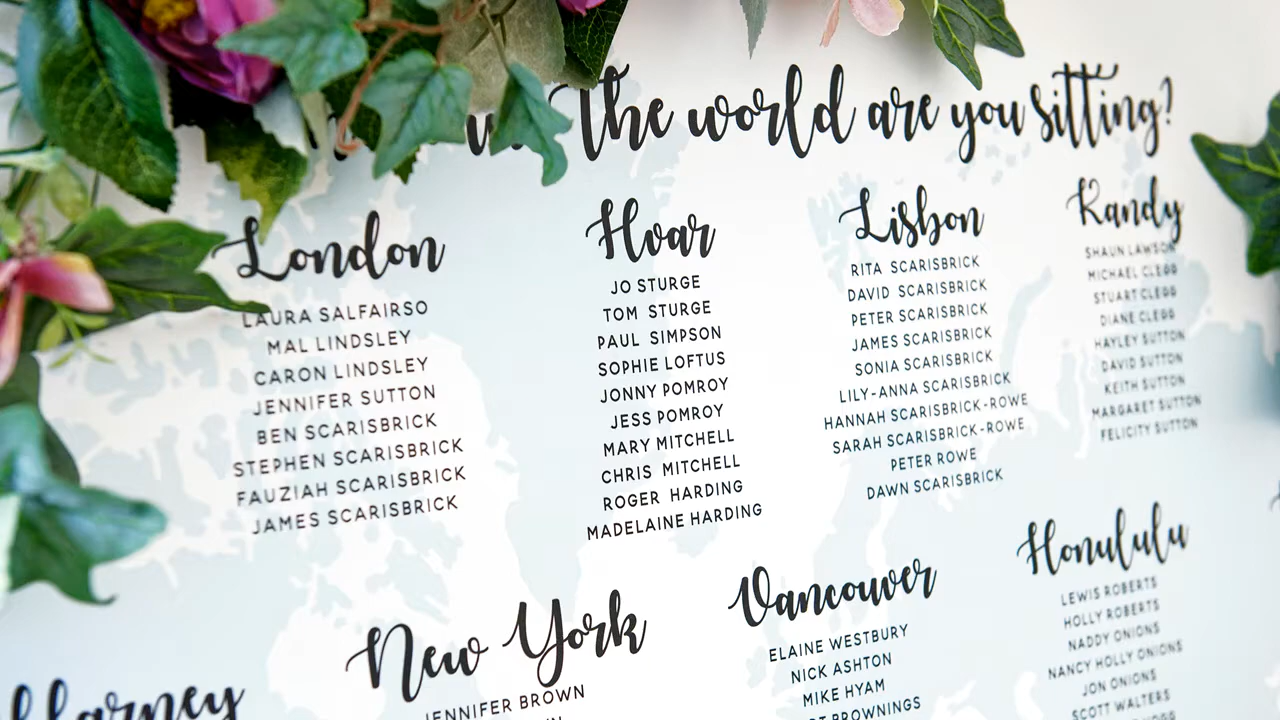 the world are you sitting?
London
LAURA SALFAIRSO
MAL LINDSLEY
CARON LINDSLEY
JENNIFER SUTTON
BEN SCARISBRICK
STEPHEN SCARISBRICK
FAUZIAH SCARISBRICK
JAMES SCARISBRICK
Hvar
JO STURGE
TOM STURGE
PAUL SIMPSON
SOPHIE LOFTUS
JONNY POMROY
JESS POMROY
MARY MITCHELL
CHRIS MITCHELL
ROGER HARDING
MADELAINE HARDING
Lisbon
RITA SCARISBRICK
DAVID SCARISBRICK
PETER SCARISBRICK
JAMES SCARISBRICK
SONIA SCARISBRICK
LILY-ANNA SCARISBRICK
HANNAH SCARISBRICK-ROWE
SARAH SCARISBRICK-ROWE
PETER ROWE
DAWN SCARISBRICK
Kandy
SHAUN LAWSON
MICHAEL CLEGG
STUART CLEGG
DIANE CLEGG
HAYLEY SUTTON
DAVID SUTTON
KEITH SUTTON
MARGARET SUTTON
FELICITY SUTTON
New York
JENNIFER BROWN
Vancouver
ELAINE WESTBURY
NICK ASHTON
MIKE HYAM
BROWNINGS
Honululu
LEWIS ROBERTS
HOLLY ROBERTS
NADDY ONIONS
NANCY HOLLY ONIONS
JON ONIONS
SCOTT WALTERS